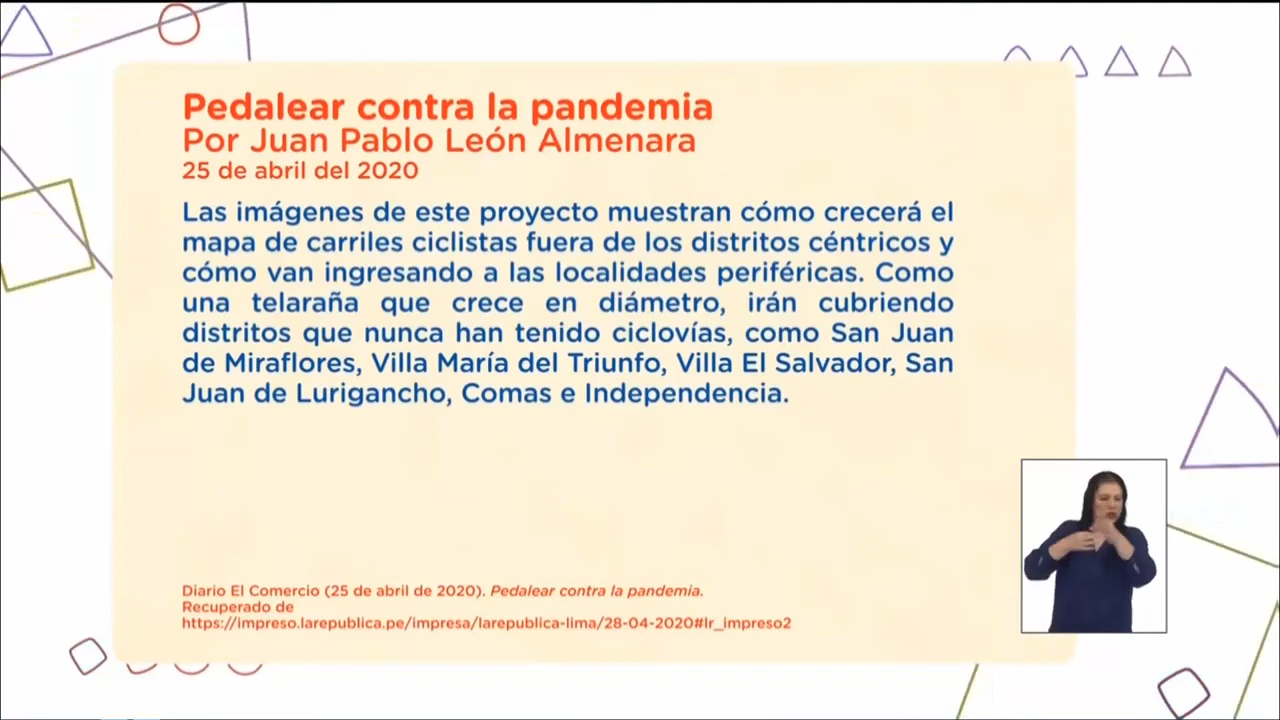 Pedalear contra la pandemia
Por Juan Pablo León Almenara
25 de abril del 2020
Las imágenes de este proyecto muestran cómo crecerá el
mapa de carriles ciclistas fuera de los distritos céntricos y
cómo van ingresando a las localidades periféricas. Como
una telaraña que crece en diámetro, irán cubriendo
distritos que nunca han tenido ciclovías, como San Juan
de Miraflores, Villa María del Triunfo, Villa El Salvador, San
Juan de Lurigancho, Comas e Independencia.
Diario El Comercio (25 de abril de 2020). Pedalear contra la pandemia.
Recuperado de
https://impreso.larepublica.pe/impresa/larepublica-lima/28-04-2020#lr_impreso2